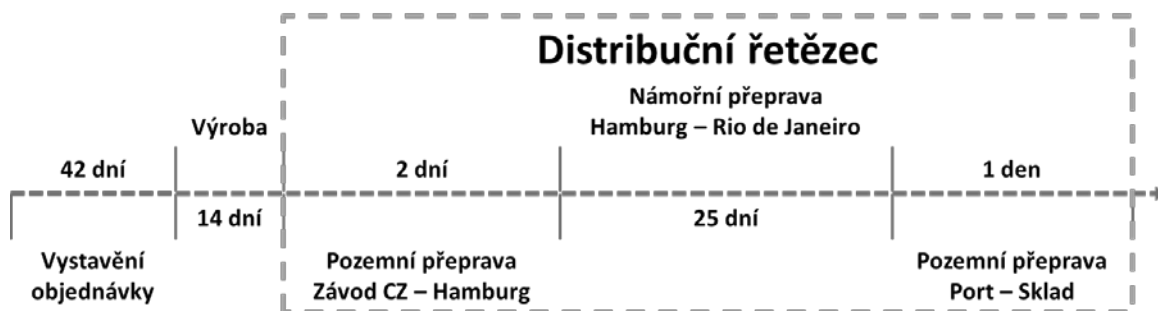 Distribuční řetězec
Námořní přeprava
Hamburg – Rio de Janeiro
Výroba
42 dní
2 dní
1 den
14 dní
25 dní
Vystavění
objednávky
Pozemní přeprava
Závod CZ – Hamburg
Pozemní přeprava
Port – Sklad